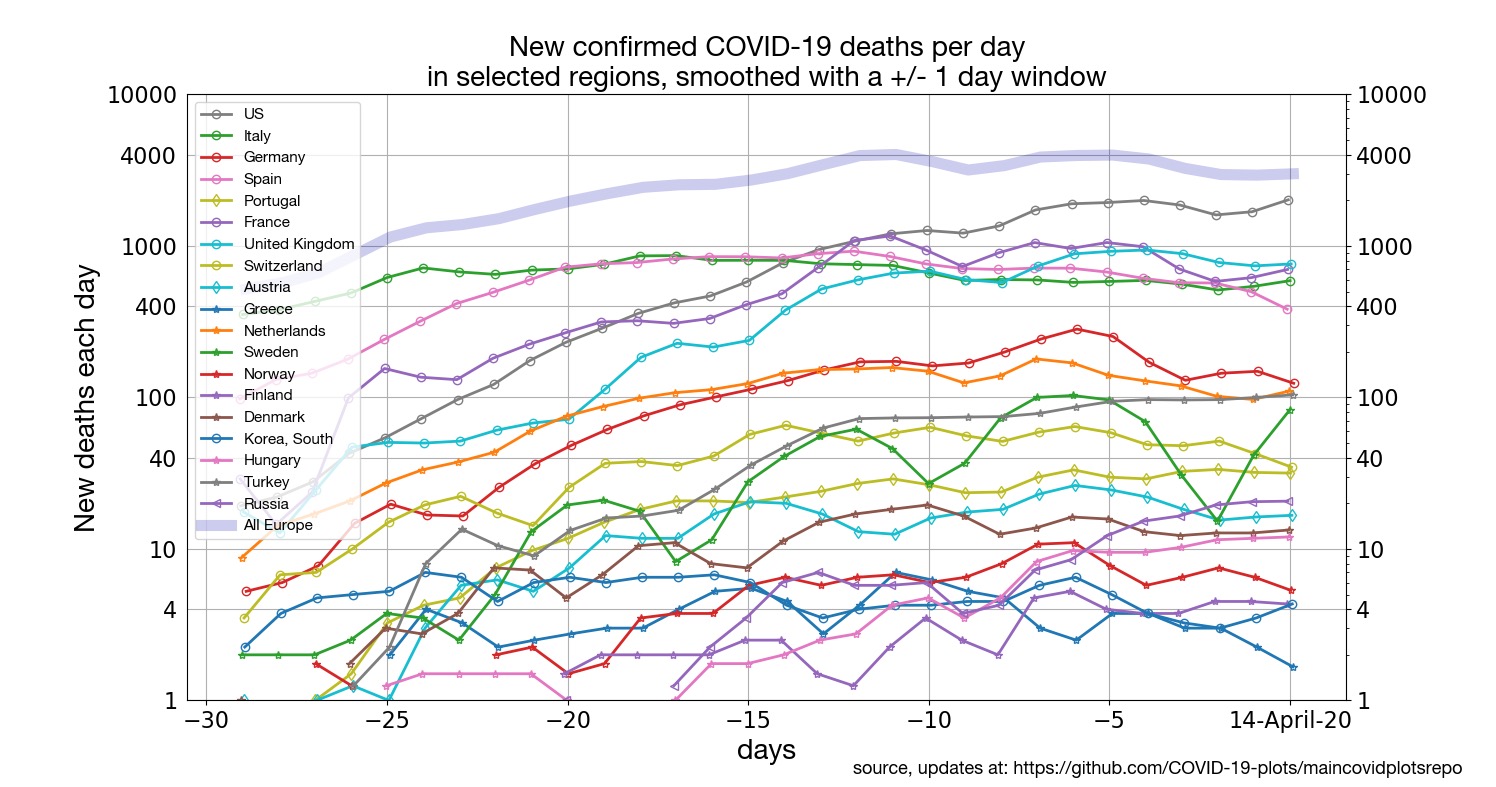 New confirmed COVID-19 deaths per day
in selected regions, smoothed with a +/- 1 day window
New deaths each day
10000
4000
1000
400
100
40
10
4
1
US
Italy
Germany
Spain
Portugal
France
United Kingdom
Switzerland
Austria
Greece
Netherlands
Sweden
Norway
Finland
Denmark
Korea, South
Hungary
Turkey
Russia
All Europe
10000
4000
1000
400
100
40
10
4
1
−30 −25 −20 −15 −10 −5 14-April-20
days
source, updates at: https://github.com/COVID-19-plots/maincovidplotsrepo